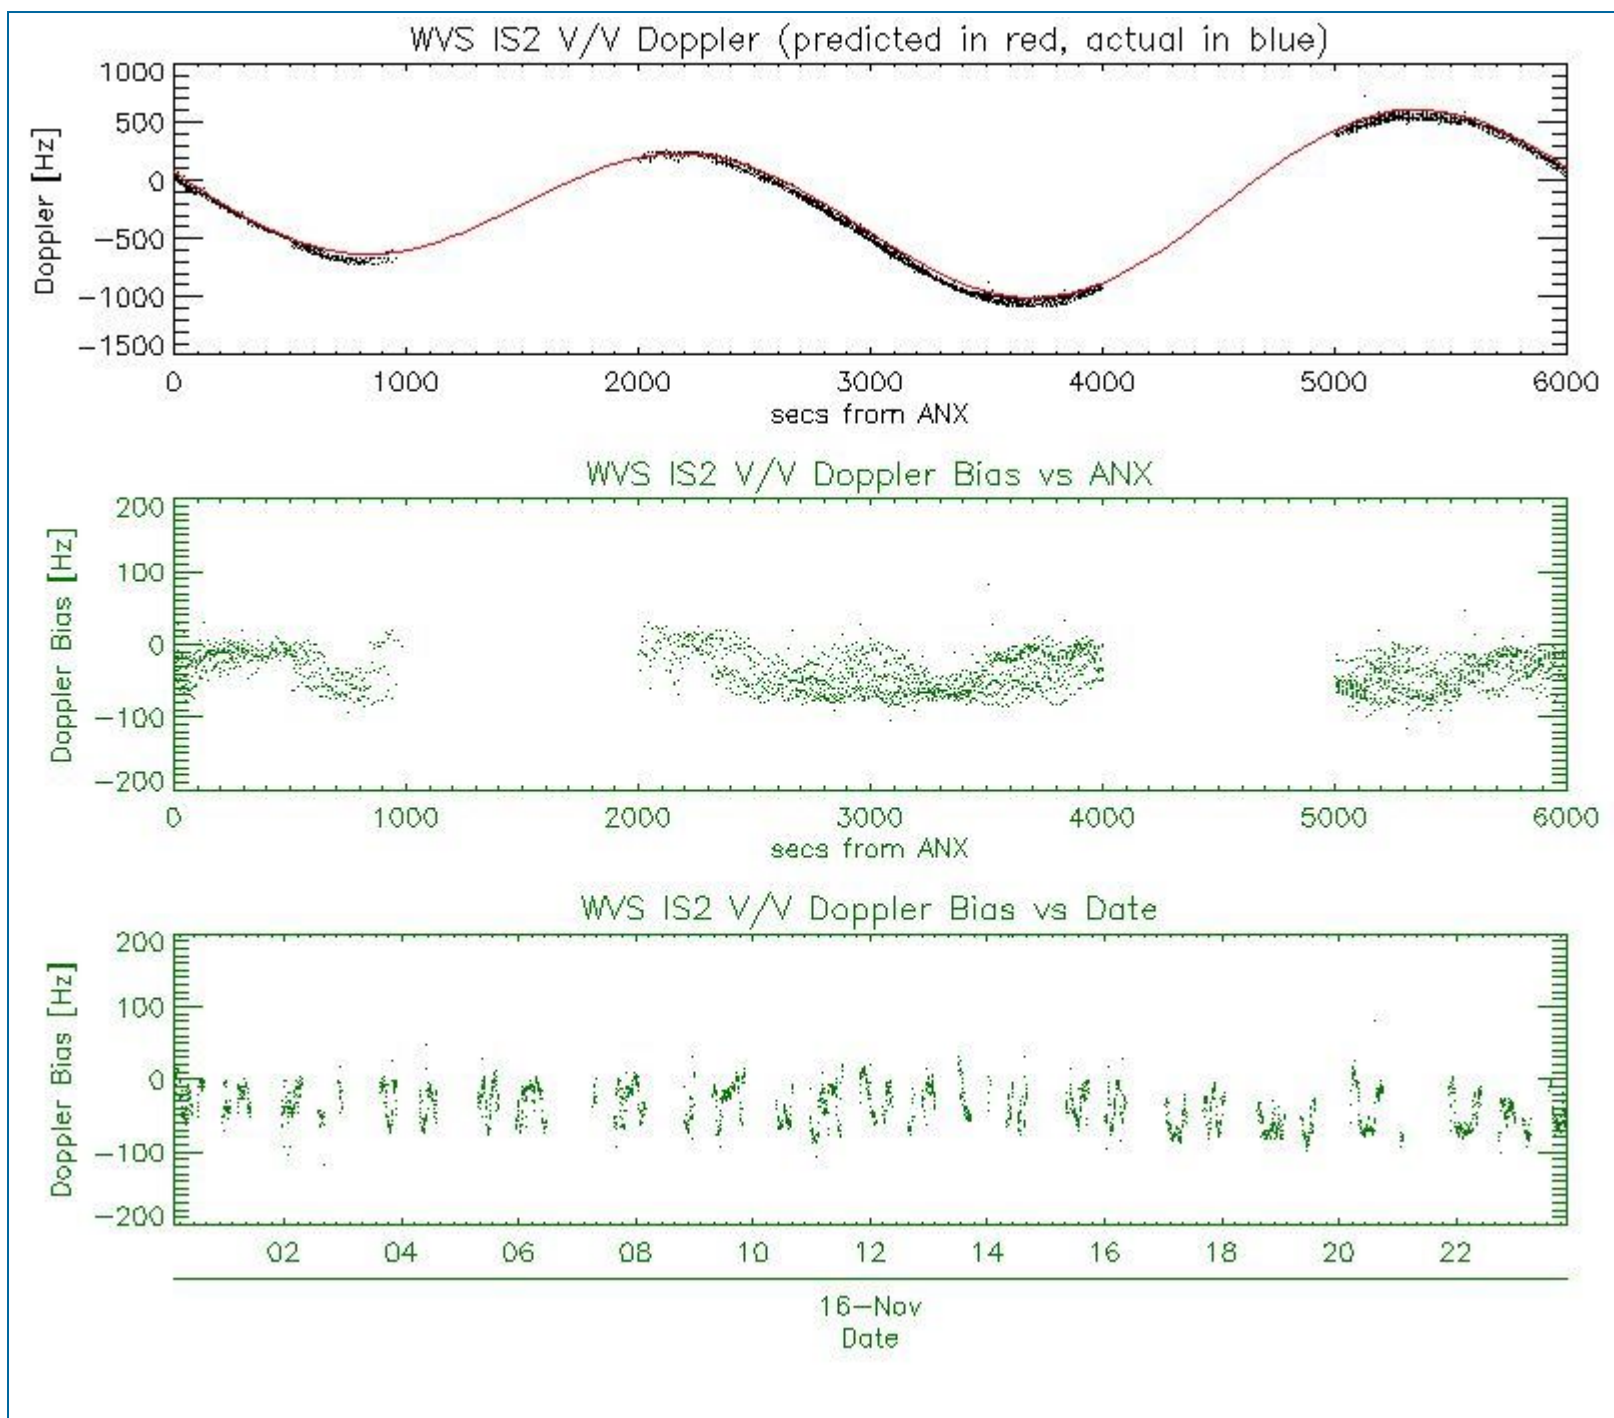 WVS IS2 V/V Doppler (predicted in red, actual in blue)
1000
500
0
−500
−1000
−1500
Doppler [Hz]
0 1000 2000 3000 4000 5000 6000
secs from ANX
WVS IS2 V/V Doppler Bias vs ANX
200
100
0
−100
−200
Doppler Bias [Hz]
0 1000 2000 3000 4000 5000 6000
secs from ANX
WVS IS2 V/V Doppler Bias vs Date
200
100
0
−100
−200
Doppler Bias [Hz]
02 04 06 08 10 12 14 16 18 20 22
16−Nov
Date